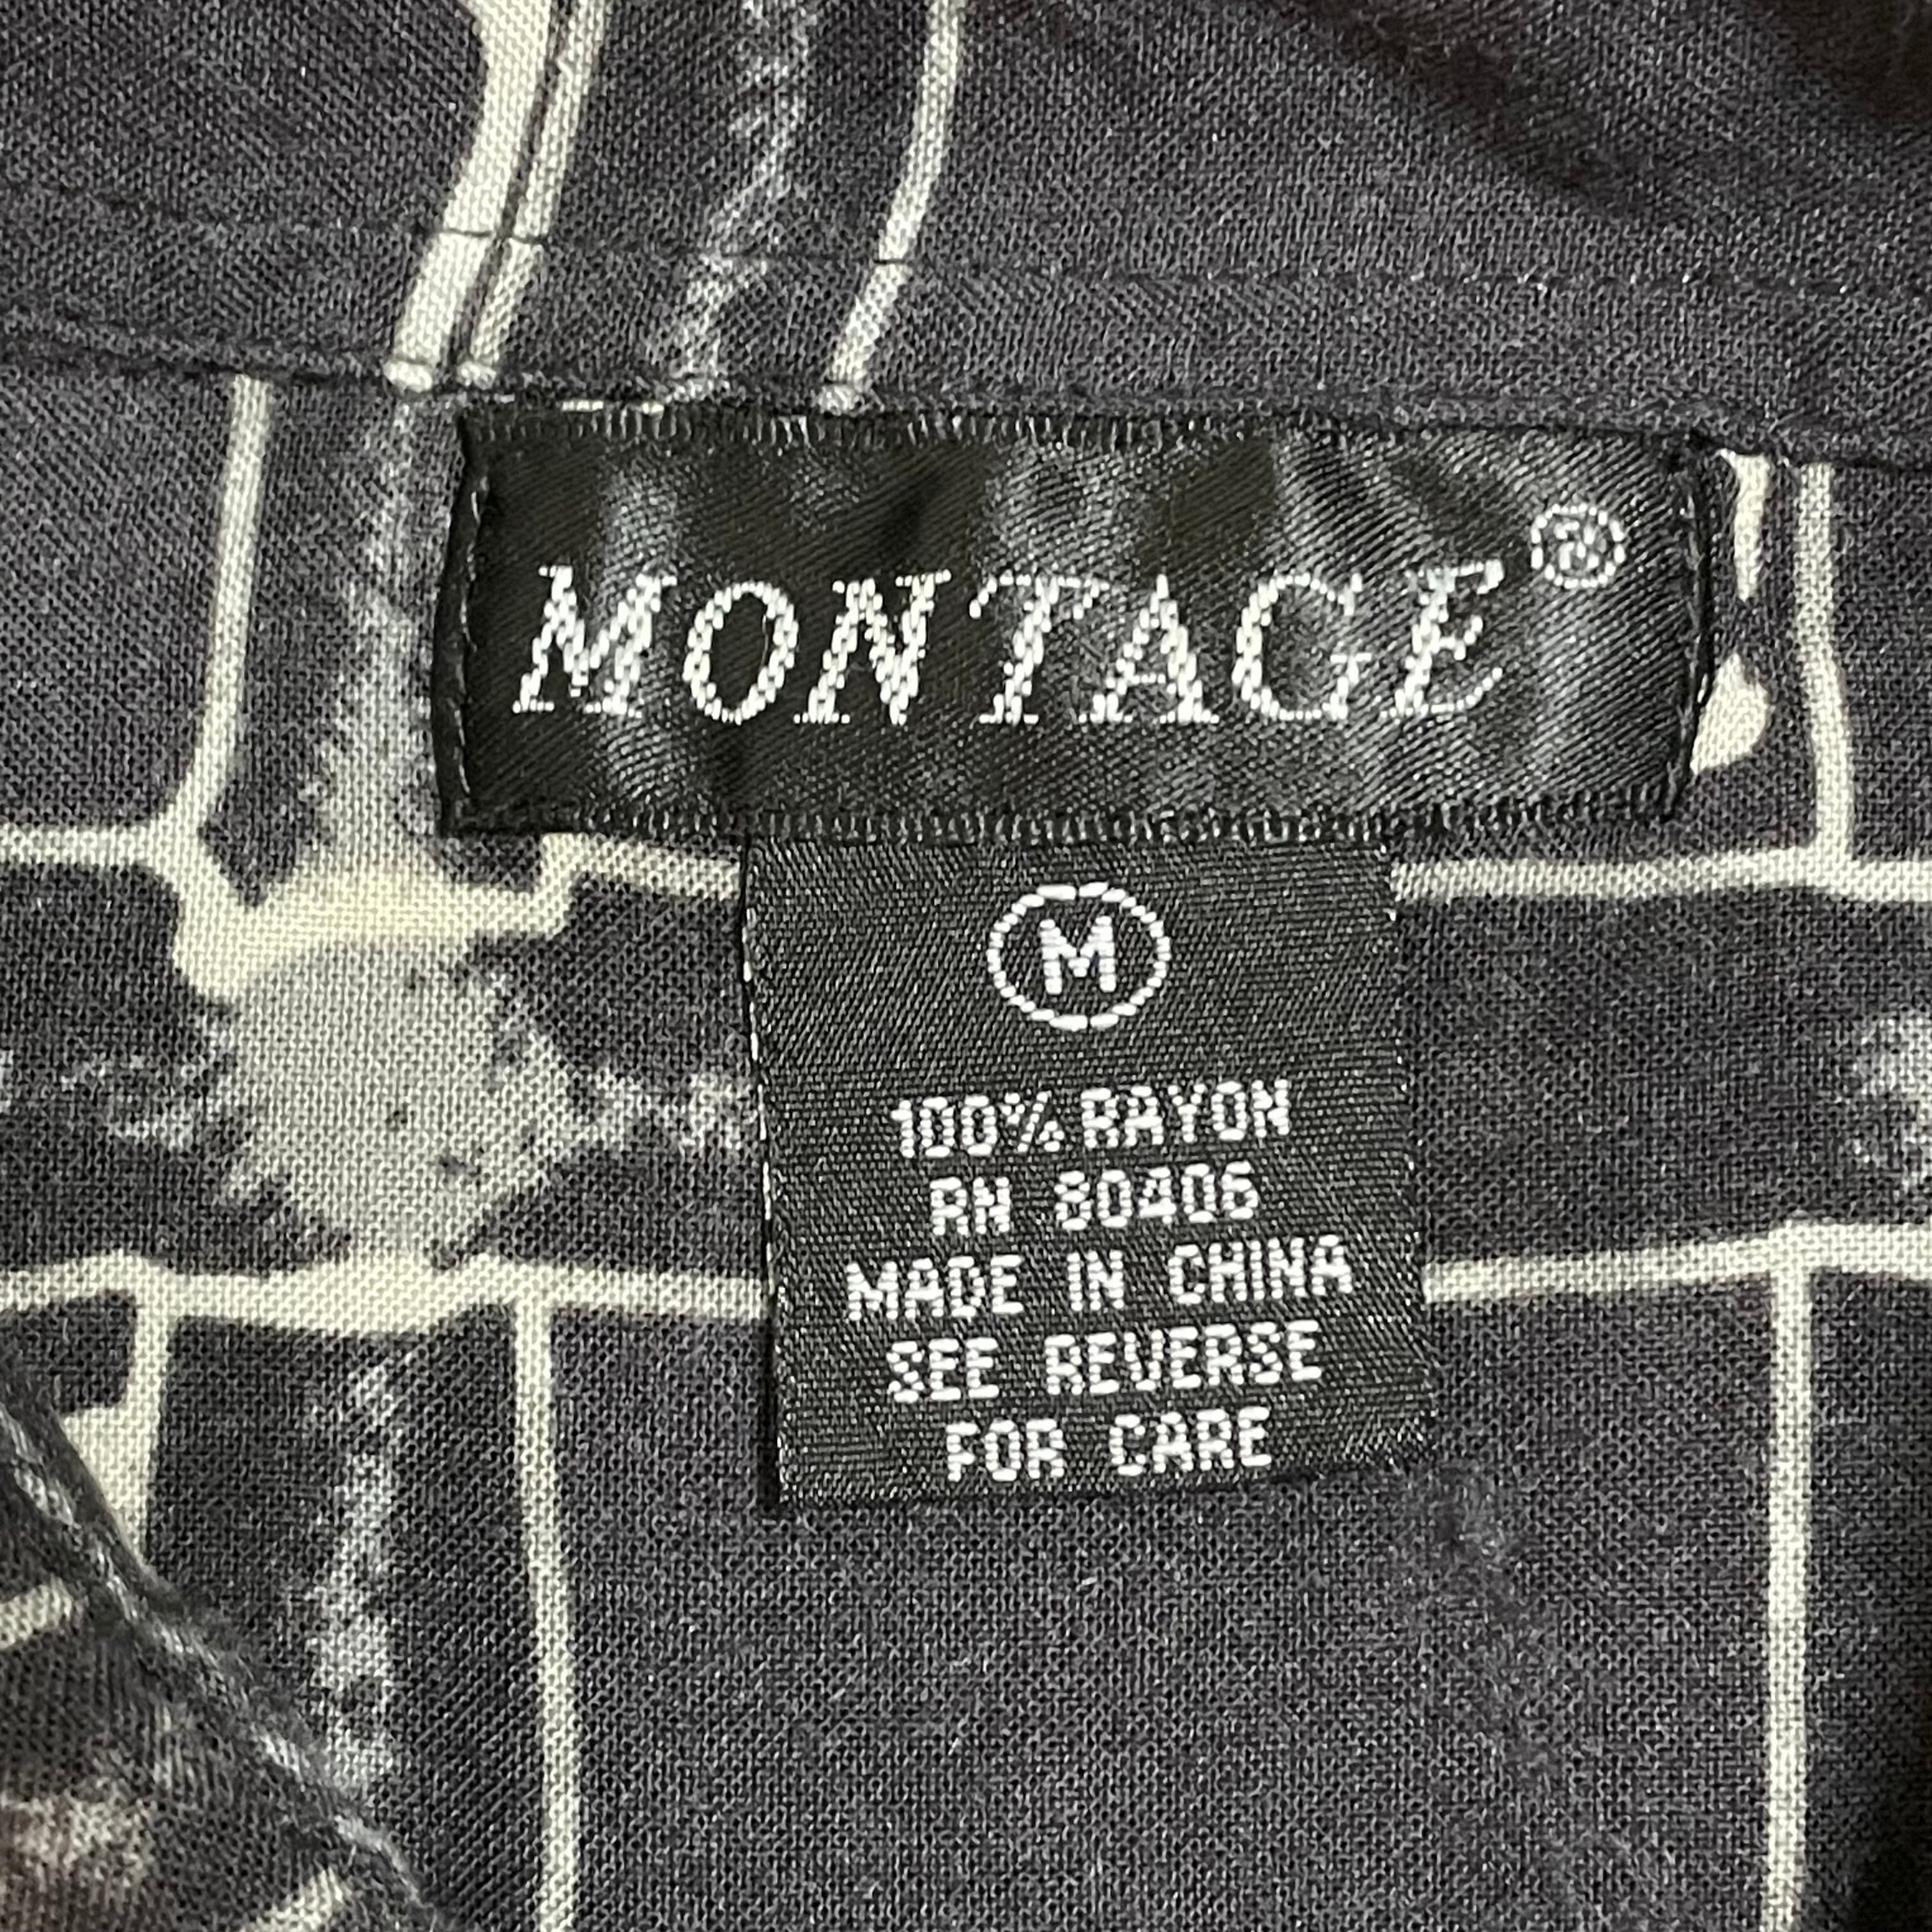 MONTAGE®
M
100% RAYON
RN 80406
MADE IN CHINA
SEE REVERSE
FOR CARE